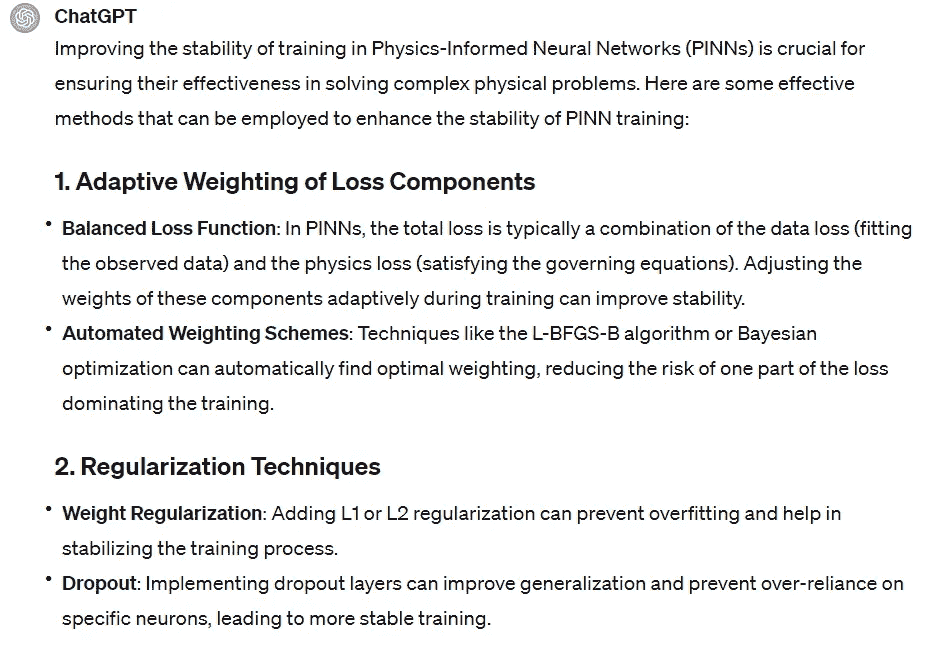 ChatGPT
Improving the stability of training in Physics-Informed Neural Networks (PINNs) is crucial for
ensuring their effectiveness in solving complex physical problems. Here are some effective
methods that can be employed to enhance the stability of PINN training:
1. Adaptive Weighting of Loss Components
• Balanced Loss Function: In PINNs, the total loss is typically a combination of the data loss (fitting
the observed data) and the physics loss (satisfying the governing equations). Adjusting the
weights of these components adaptively during training can improve stability.
• Automated Weighting Schemes: Techniques like the L-BFGS-B algorithm or Bayesian
optimization can automatically find optimal weighting, reducing the risk of one part of the loss
dominating the training.
2. Regularization Techniques
• Weight Regularization: Adding L1 or L2 regularization can prevent overfitting and help in
stabilizing the training process.
• Dropout: Implementing dropout layers can improve generalization and prevent over-reliance on
specific neurons, leading to more stable training.